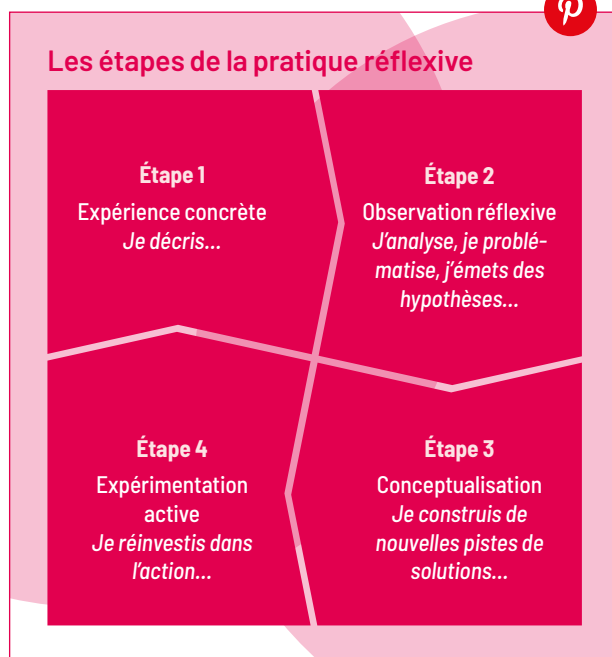 Les étapes de la pratique réflexive
Étape 1
Expérience concrète
Je décris...
Étape 2
Observation réflexive
J'analyse, je problé-
matise, j'émets des
hypothèses...
Étape 4
Expérimentation
active
Je réinvestis dans
l'action...
Étape 3
Conceptualisation
Je construis de
nouvelles pistes de
solutions...